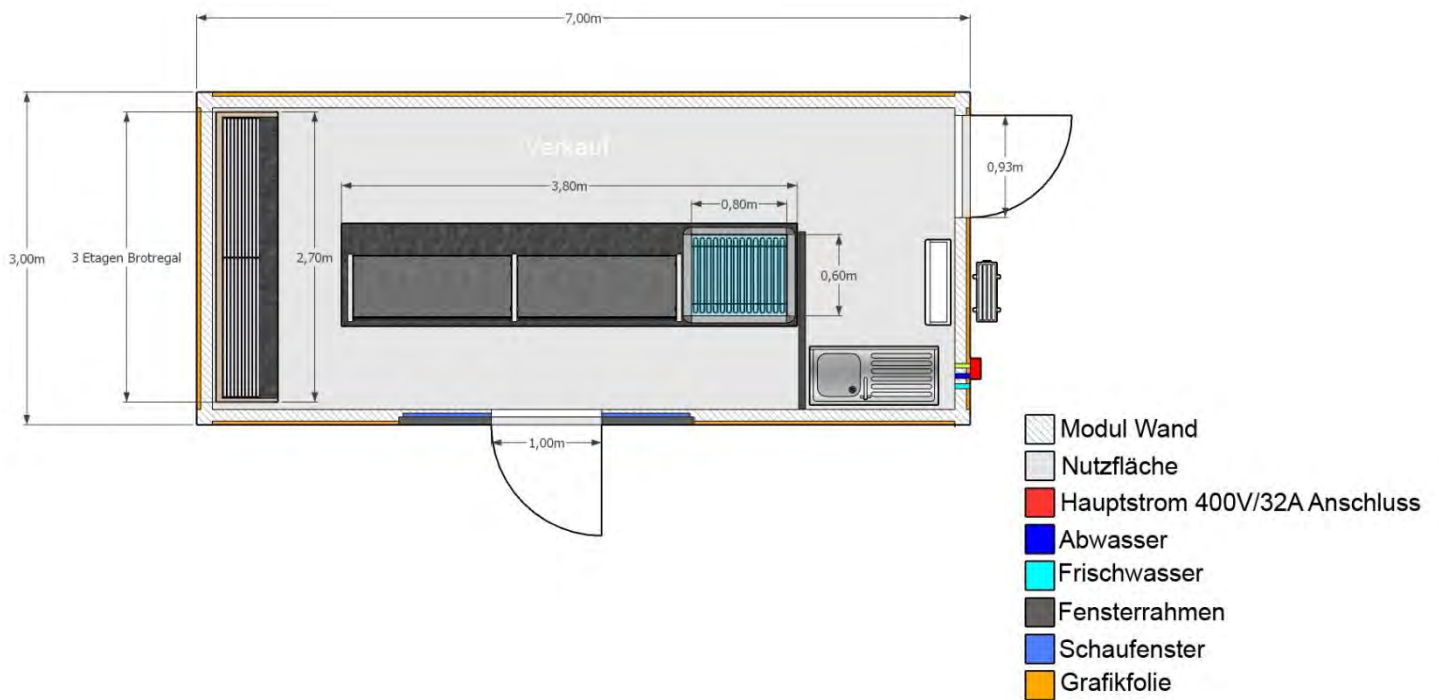 7,00m
Verkauf
3,80m
0,93m
0,80m
3,00m
3 Etagen Brotregal
2,70m
0,60m
1,00m
Modul Wand
Nutzfläche
Hauptstrom 400V/32A Anschluss
Abwasser
Frischwasser
Fensterrahmen
Schaufenster
Grafikfolie